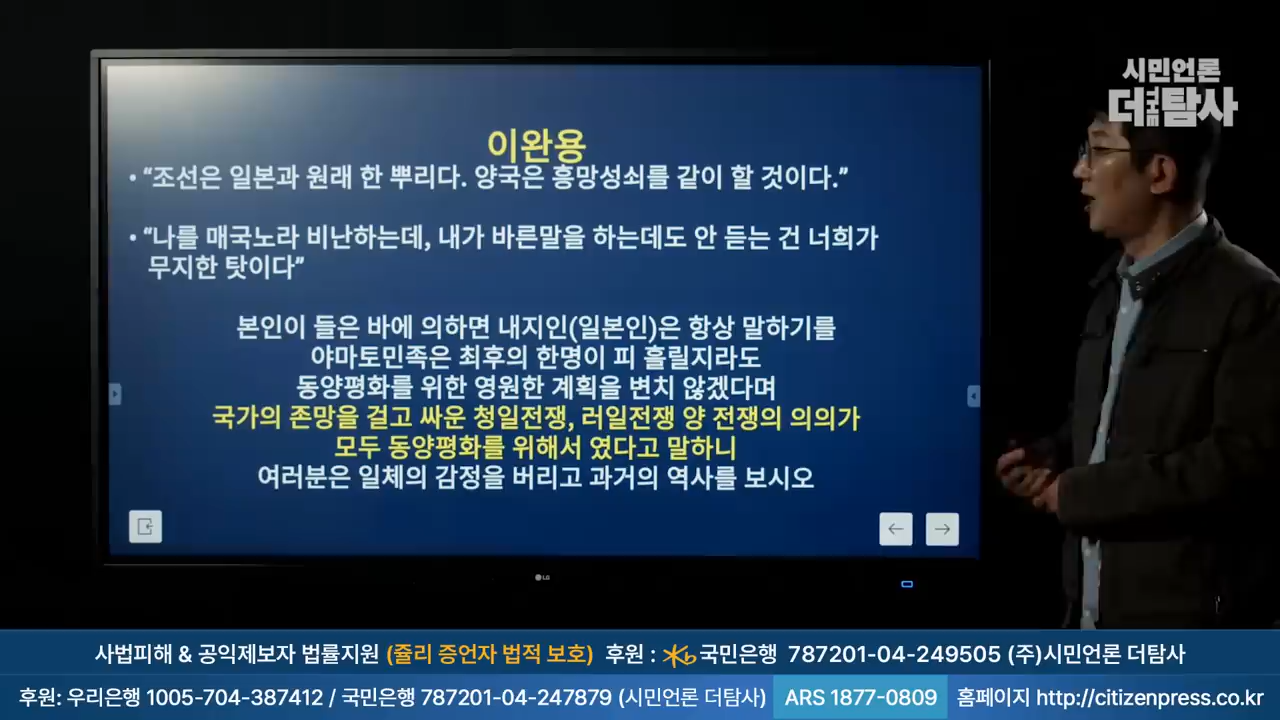 시민언론
더탐사
이완용
• “조선은 일본과 원래 한 뿌리다. 양국은 흥망성쇠를 같이 할 것이다.”
• “나를 매국노라 비난하는데, 내가 바른말을 하는데도 안 듣는 건 너희가
무지한 탓이다”
본인이 들은 바에 의하면 내지인(일본인)은 항상 말하기를
야마토민족은 최후의 한명이 피 흘릴지라도
동양평화를 위한 영원한 계획을 변치 않겠다며
국가의 존망을 걸고 싸운 청일전쟁, 러일전쟁 양 전쟁의 의의가
모두 동양평화를 위해서 였다고 말하니
여러분은 일체의 감정을 버리고 과거의 역사를 보시오
LG
사법피해 & 공익제보자 법률지원 (쥴리 증언자 법적 보호) 후원 : 국민은행 787201-04-249505 (주)시민언론 더탐사
후원: 우리은행 1005-704-387412 / 국민은행 787201-04-247879 (시민언론 더탐사) ARS 1877-0809 홈페이지 http://citizenpress.co.kr